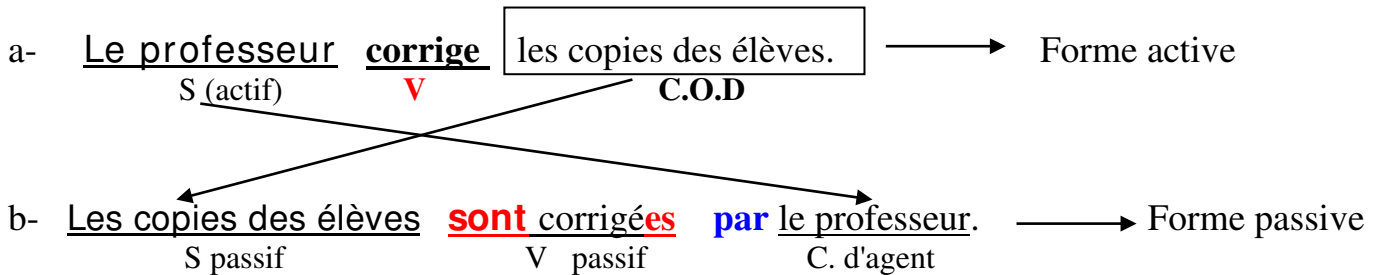 a- Le professeur corrige les copies des élèves. Forme active
S (actif) V C.O.D
b- Les copies des élèves sont corrigées par le professeur. Forme passive
S passif V passif C. d'agent